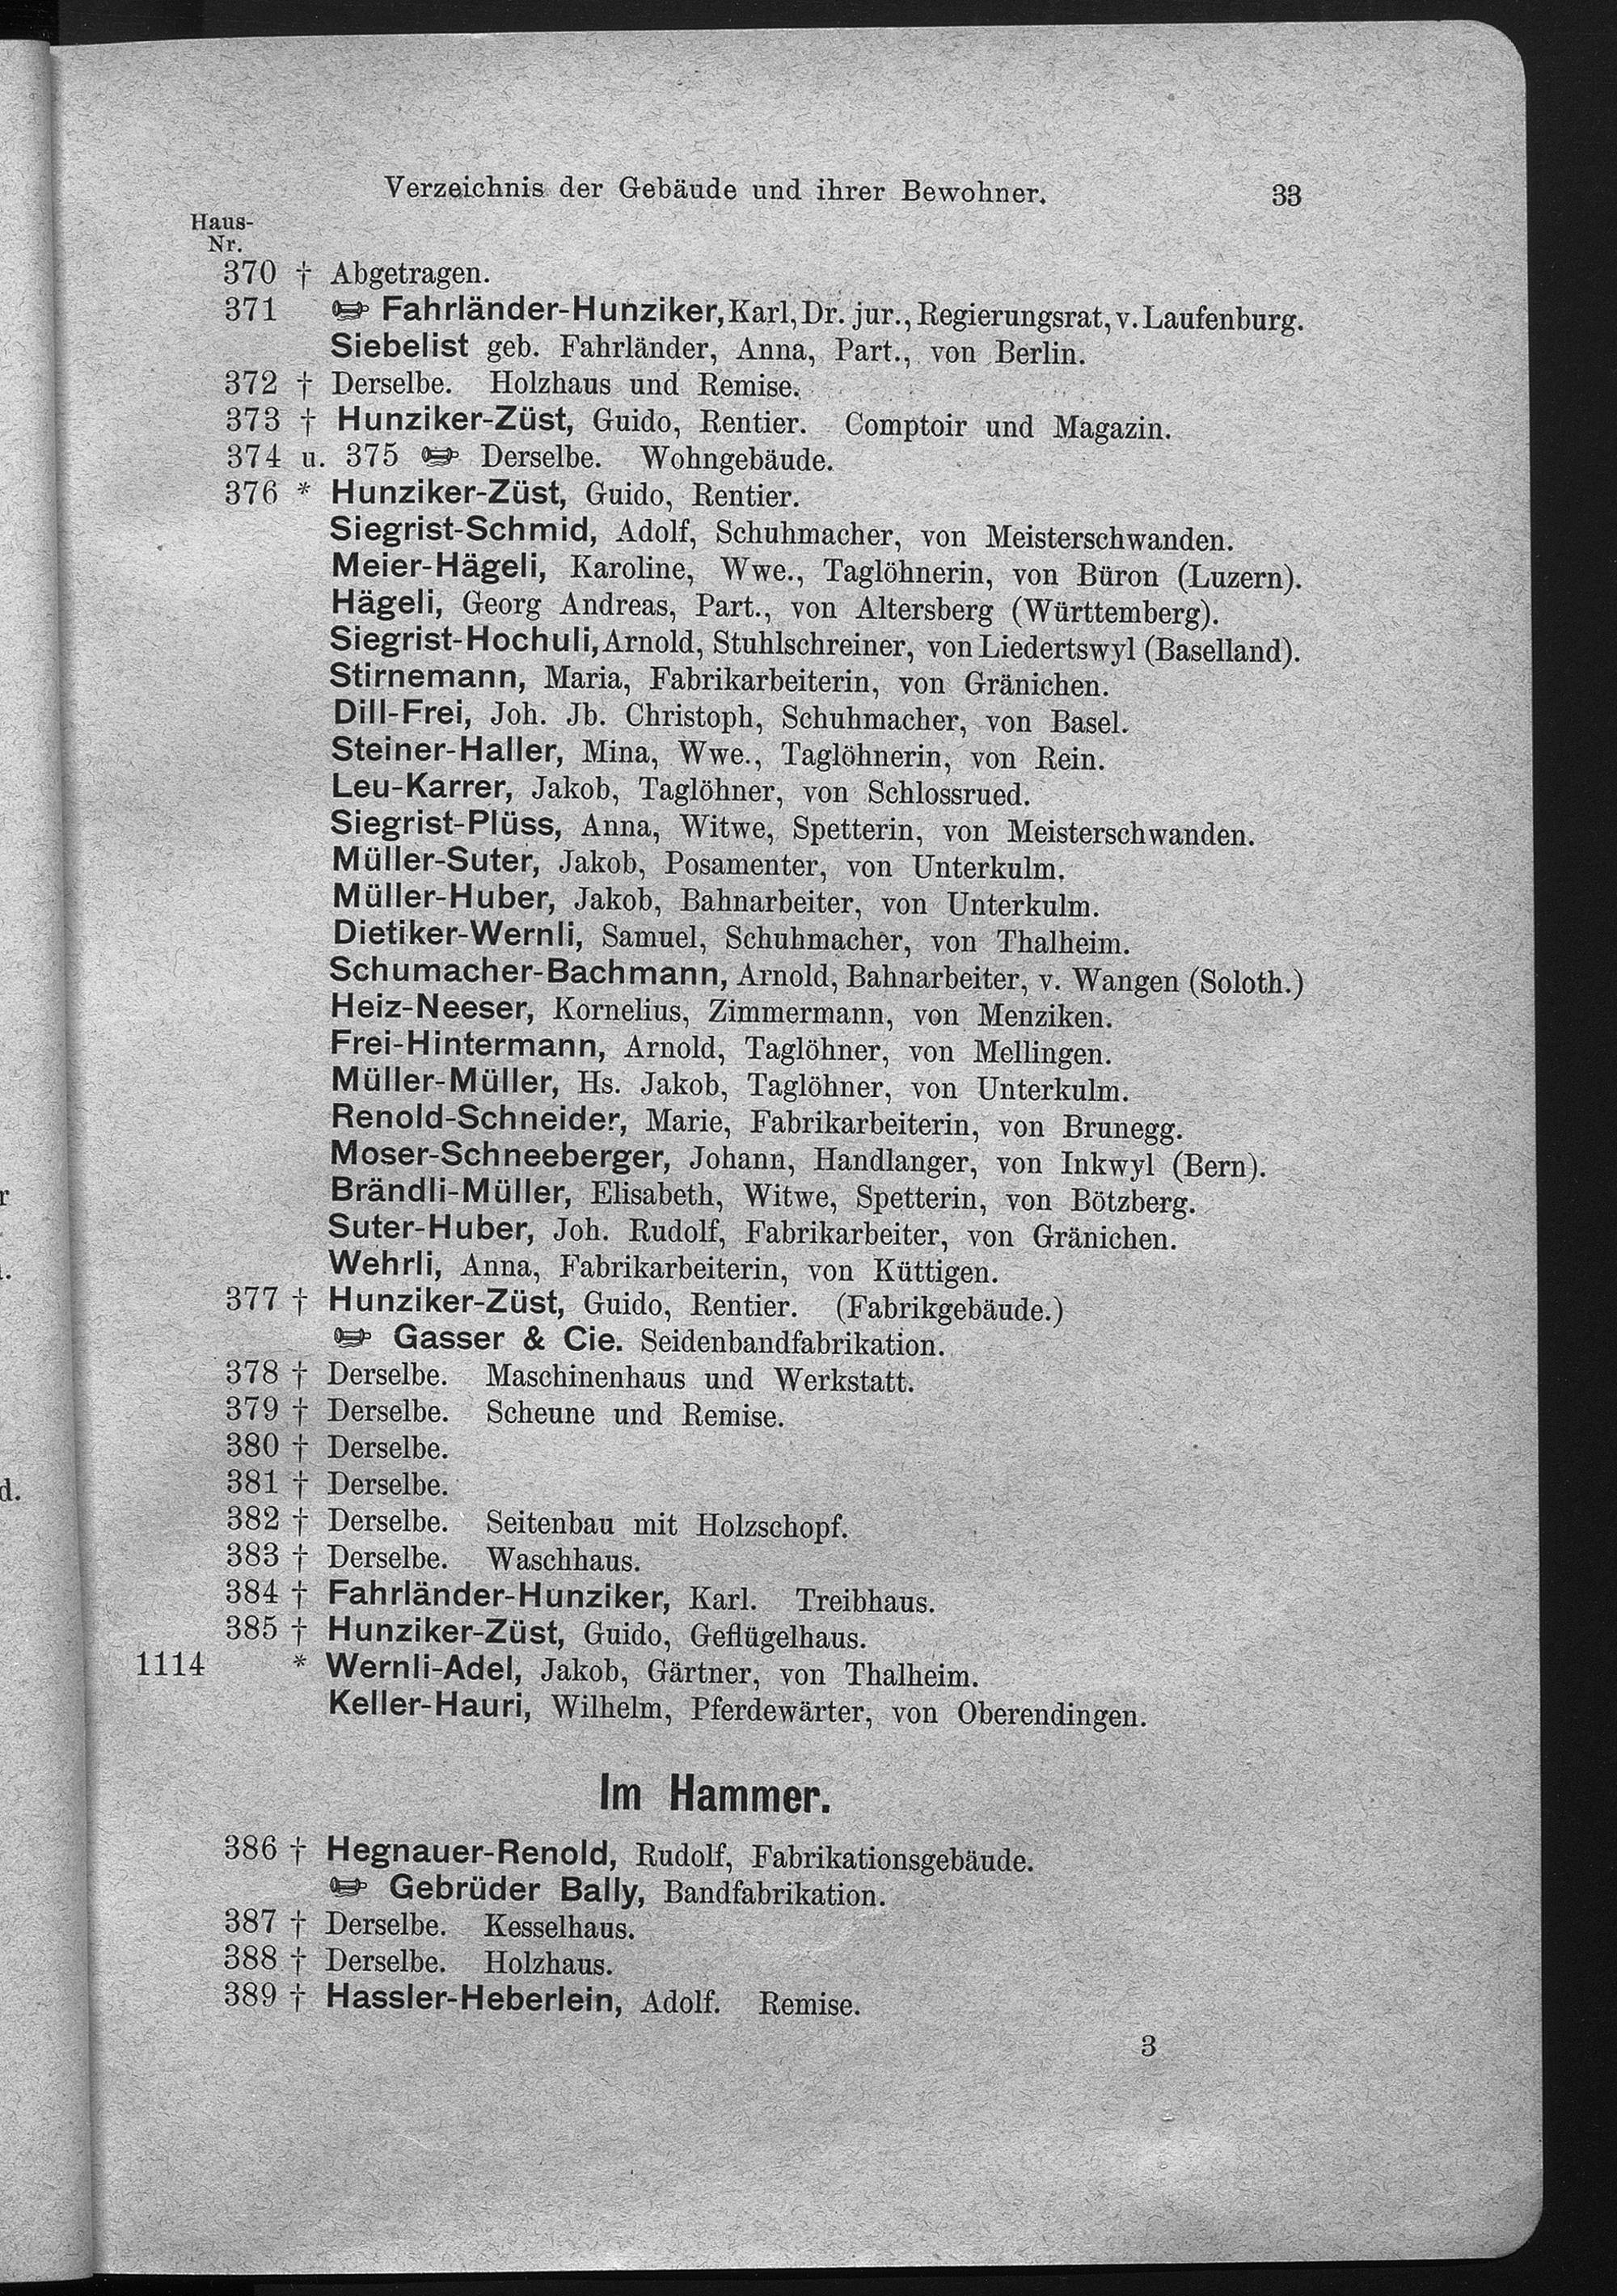 Verzeichnis der Gebäude und ihrer Bewohner. 33
Haus-
Nr.
370 † Abgetragen.
371 Fahrländer-Hunziker, Karl, Dr. jur., Regierungsrat, v. Laufenburg.
Siebelist geb. Fahrländer, Anna, Part., von Berlin.
372 † Derselbe. Holzhaus und Remise.
373 † Hunziker-Züst, Guido, Rentier. Comptoir und Magazin.
374 u. 375 Derselbe. Wohngebäude.
376 * Hunziker-Züst, Guido, Rentier.
Siegrist-Schmid, Adolf, Schuhmacher, von Meisterschwanden.
Meier-Hägeli, Karoline, Wwe., Taglöhnerin, von Büron (Luzern).
Hägeli, Georg Andreas, Part., von Altersberg (Württemberg).
Siegrist-Hochuli, Arnold, Stuhlschreiner, von Liedertswyl (Baselland).
Stirnemann, Maria, Fabrikarbeiterin, von Gränichen.
Dill-Frei, Joh. Jb. Christoph, Schuhmacher, von Basel.
Steiner-Haller, Mina, Wwe., Taglöhnerin, von Rein.
Leu-Karrer, Jakob, Taglöhner, von Schlossrued.
Siegrist-Plüss, Anna, Witwe, Spetterin, von Meisterschwanden.
Müller-Suter, Jakob, Posamenter, von Unterkulm.
Müller-Huber, Jakob, Bahnarbeiter, von Unterkulm.
Dietiker-Wernli, Samuel, Schuhmacher, von Thalheim.
Schumacher-Bachmann, Arnold, Bahnarbeiter, v. Wangen (Soloth.)
Heiz-Neeser, Kornelius, Zimmermann, von Menziken.
Frei-Hintermann, Arnold, Taglöhner, von Mellingen.
Müller-Müller, Hs. Jakob, Taglöhner, von Unterkulm.
Renold-Schneider, Marie, Fabrikarbeiterin, von Brunegg.
Moser-Schneeberger, Johann, Handlanger, von Inkwyl (Bern).
Brändli-Müller, Elisabeth, Witwe, Spetterin, von Bötzberg.
Suter-Huber, Joh. Rudolf, Fabrikarbeiter, von Gränichen.
Wehrli, Anna, Fabrikarbeiterin, von Küttigen.
377 † Hunziker-Züst, Guido, Rentier. (Fabrikgebäude.)
Gasser & Cie. Seidenbandfabrikation.
378 † Derselbe. Maschinenhaus und Werkstatt.
379 † Derselbe. Scheune und Remise.
380 † Derselbe.
381 † Derselbe.
382 † Derselbe. Seitenbau mit Holzschopf.
383 † Derselbe. Waschhaus.
384 † Fahrländer-Hunziker, Karl. Treibhaus.
385 † Hunziker-Züst, Guido, Geflügelhaus.
1114 * Wernli-Adel, Jakob, Gärtner, von Thalheim.
Keller-Hauri, Wilhelm, Pferdewärter, von Oberendingen.
Im Hammer.
386 † Hegnauer-Renold, Rudolf, Fabrikationsgebäude.
Gebrüder Bally, Bandfabrikation.
387 † Derselbe. Kesselhaus.
388 † Derselbe. Holzhaus.
389 † Hassler-Heberlein, Adolf. Remise.
3